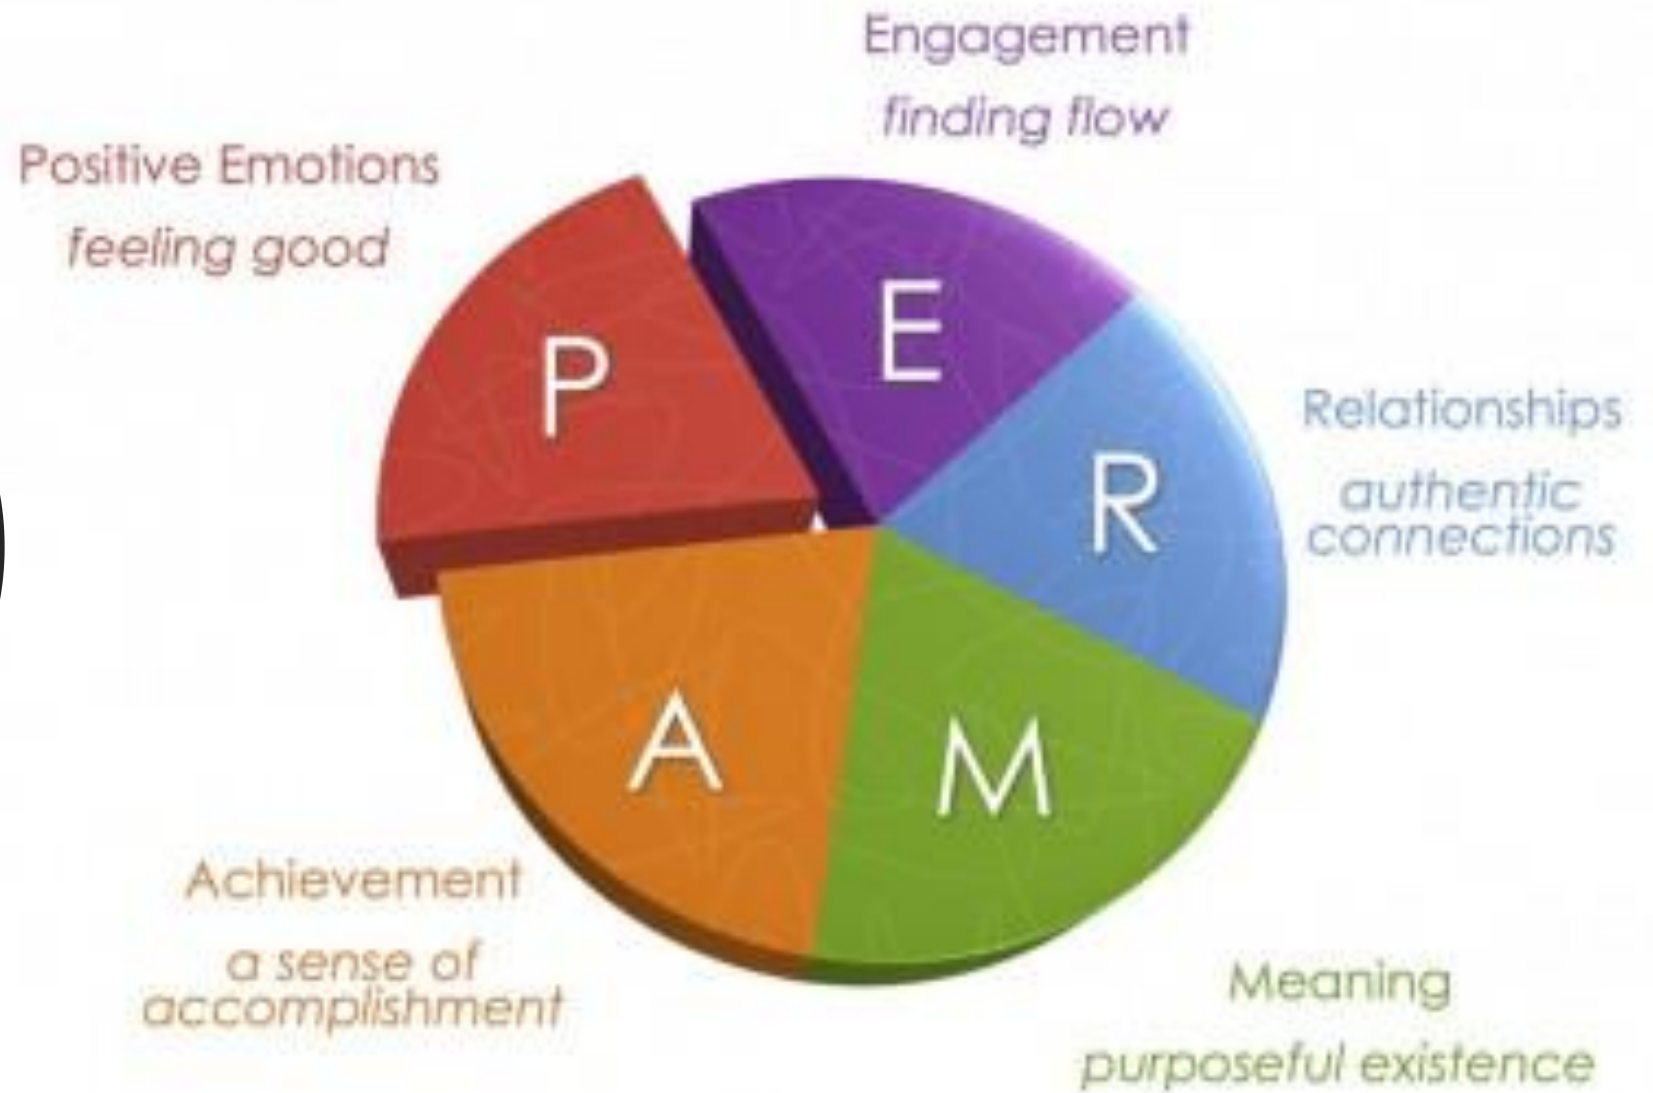 Engagement
finding flow
Positive Emotions
feeling good
P
E
R
Relationships
authentic
connections
A
M
Achievement
a sense of
accomplishment
Meaning
purposeful existence